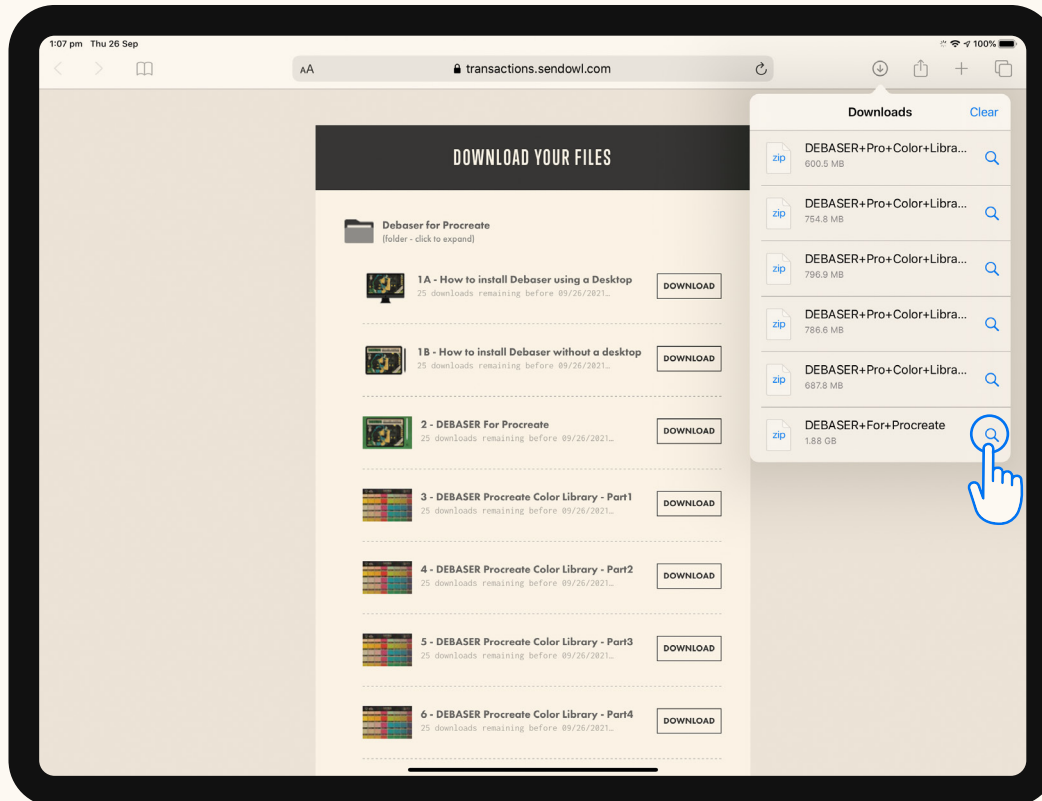 1:07 pm Thu 26 Sep
100%
AA
transactions.sendowl.com
DOWNLOAD YOUR FILES
Debaser for Procreate
(folder - click to expand)
1A - How to install Debaser using a Desktop
25 downloads remaining before 09/26/2021…
DOWNLOAD
1B - How to install Debaser without a desktop
25 downloads remaining before 09/26/2021…
DOWNLOAD
2 - DEBASER For Procreate
25 downloads remaining before 09/26/2021…
DOWNLOAD
3 - DEBASER Procreate Color Library - Part1
25 downloads remaining before 09/26/2021…
DOWNLOAD
4 - DEBASER Procreate Color Library - Part2
25 downloads remaining before 09/26/2021…
DOWNLOAD
5 - DEBASER Procreate Color Library - Part3
25 downloads remaining before 09/26/2021…
DOWNLOAD
6 - DEBASER Procreate Color Library - Part4
25 downloads remaining before 09/26/2021…
DOWNLOAD
Downloads
Clear
zip
DEBASER+Pro+Color+Libra...
600.5 MB
zip
DEBASER+Pro+Color+Libra...
754.8 MB
zip
DEBASER+Pro+Color+Libra...
796.9 MB
zip
DEBASER+Pro+Color+Libra...
786.6 MB
zip
DEBASER+Pro+Color+Libra...
687.8 MB
zip
DEBASER+For+Procreate
1.88 GB